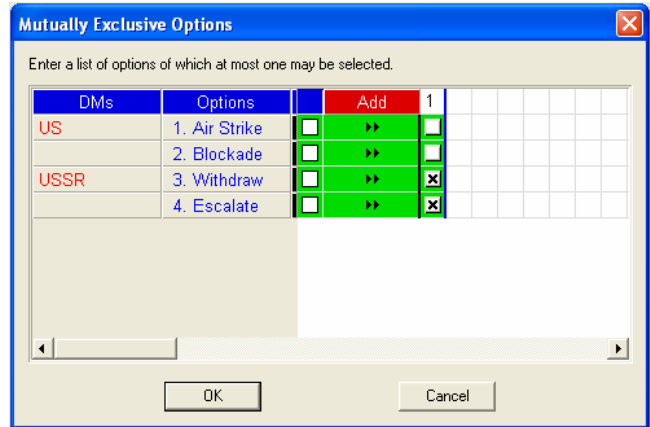 Mutually Exclusive Options
Enter a list of options of which at most one may be selected.
DMs Options Add 1
US 1. Air Strike
2. Blockade
USSR 3. Withdraw
4. Escalate
OK Cancel